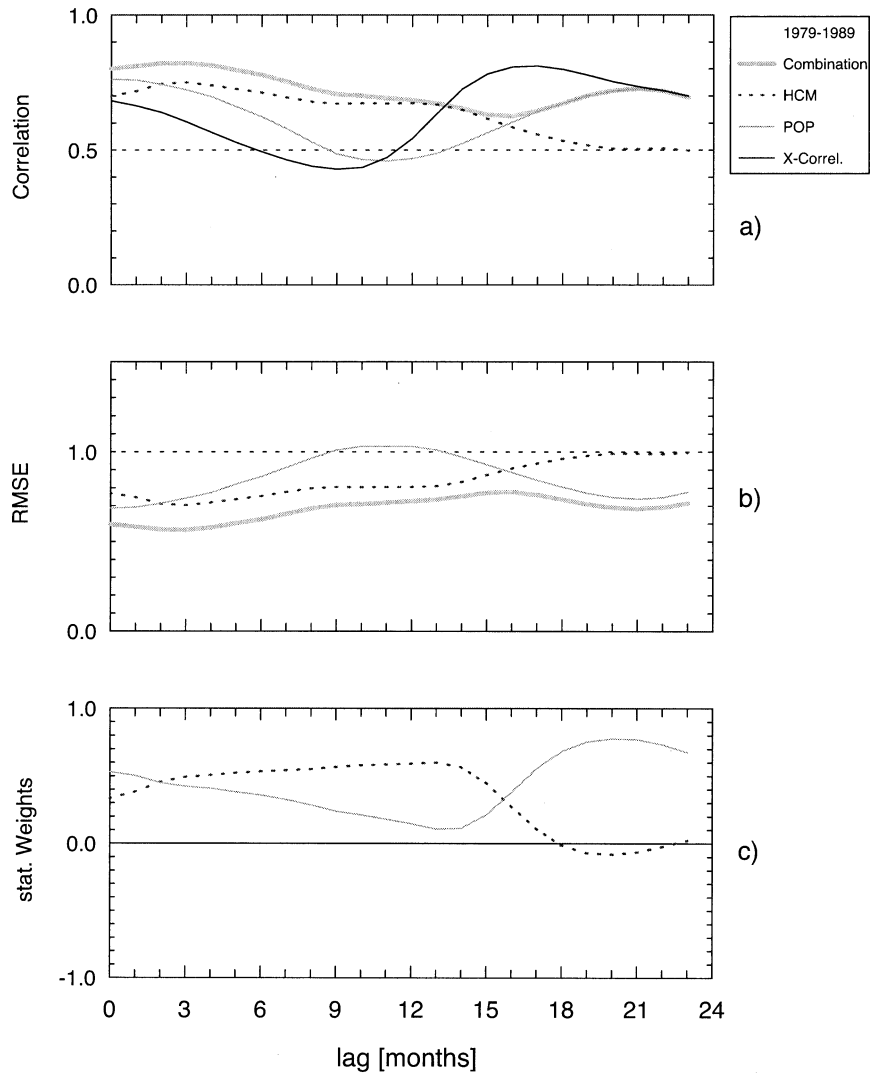 1.0
0.5
0.0
Correlation
1979-1989
Combination
HCM
POP
X-Correl.
a)
1.0
0.0
RMSE
b)
1.0
0.0
-1.0
stat. Weights
c)
0 3 6 9 12 15 18 21 24
lag [months]